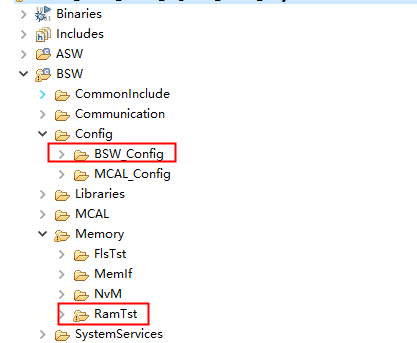 Binaries
Includes
ASW
BSW
CommonInclude
Communication
Config
BSW_Config
MCAL_Config
Libraries
MCAL
Memory
FlsTst
MemIf
NvM
RamTst
SystemServices